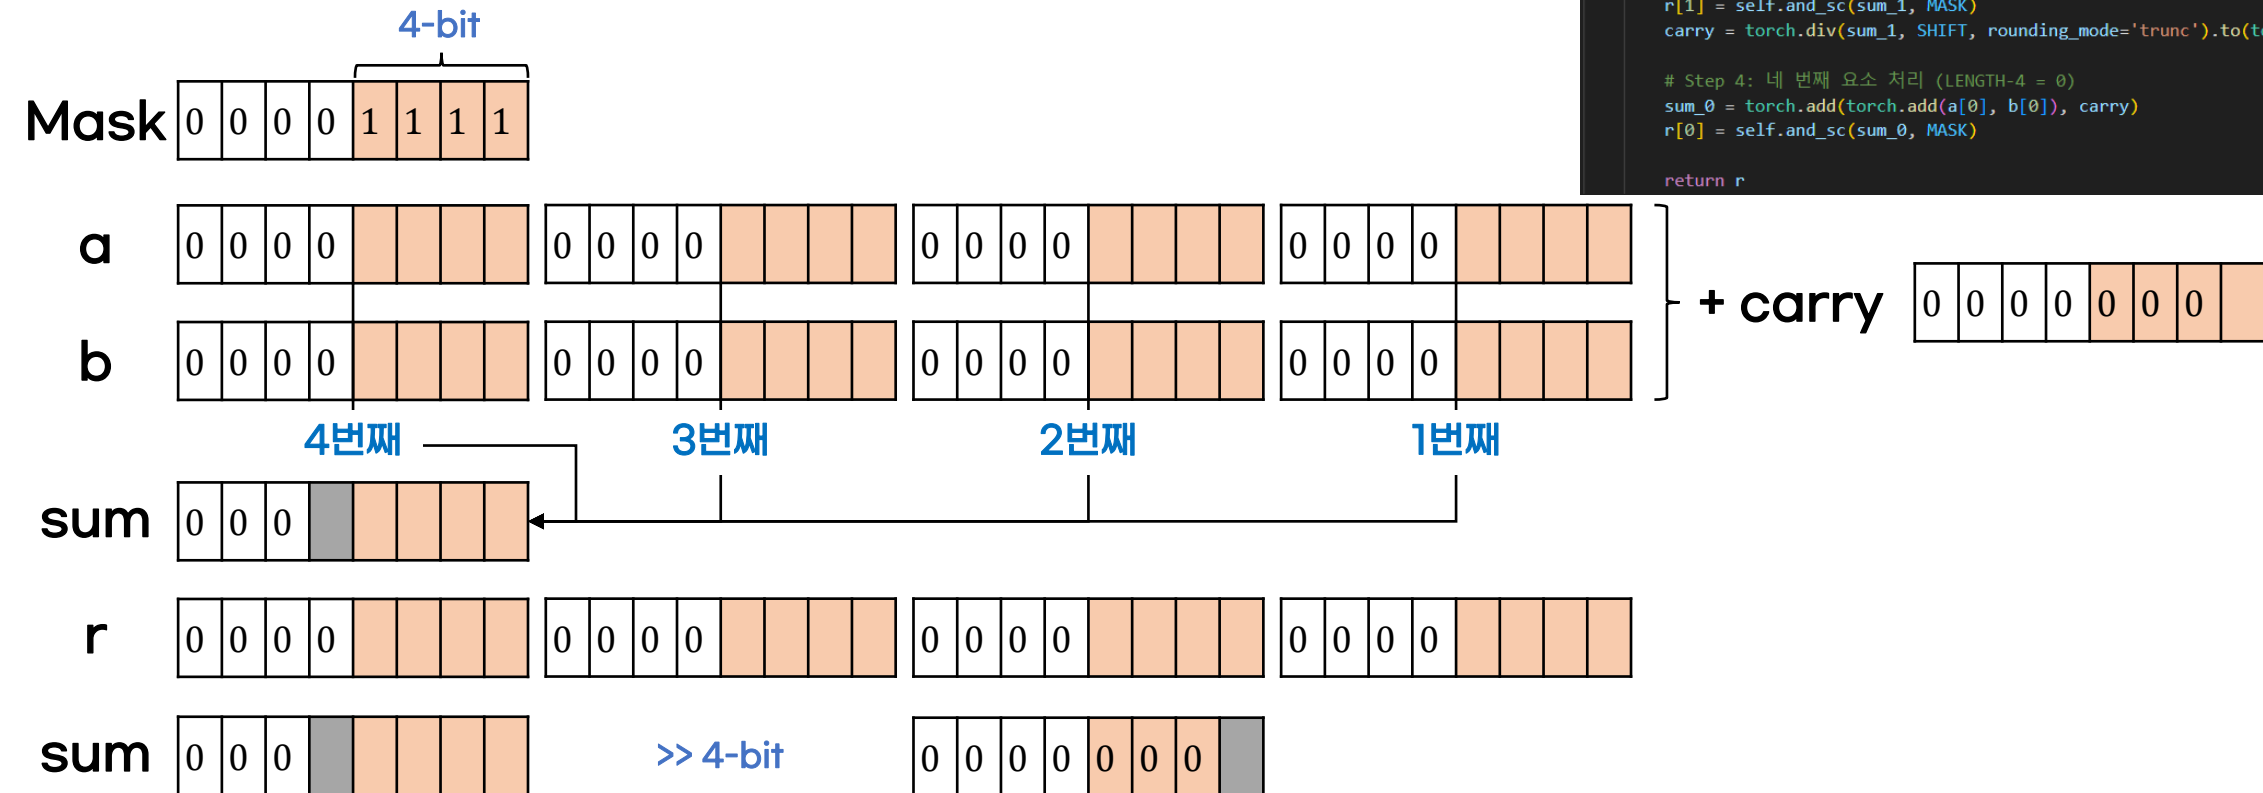 4-bit
Mask 0 0 0 0 1 1 1 1
r[1] = self.and_sc(sum_1, MASK)
carry = torch.div(sum_1, SHIFT, rounding_mode='trunc').to(t
# Step 4: 네 번째 요소 처리 (LENGTH-4 = 0)
sum_0 = torch.add(torch.add(a[0], b[0]), carry)
r[0] = self.and_sc(sum_0, MASK)
return r
a 0 0 0 0 0 0 0 0 0 0 0 0 0 0 0 0
+ carry 0 0 0 0 0 0 0
b 0 0 0 0 0 0 0 0 0 0 0 0 0 0 0 0
4번째 3번째 2번째 1번째
sum 0 0 0
r 0 0 0 0 0 0 0 0 0 0 0 0 0 0 0 0
sum 0 0 0 >> 4-bit 0 0 0 0 0 0 0